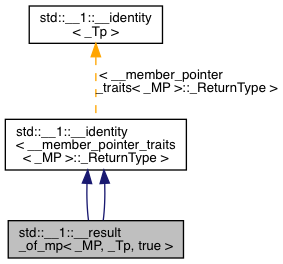 std::__1::__identity
< _Tp >
< __member_pointer
_traits< _MP >::_ReturnType >
std::__1::__identity
< __member_pointer_traits
< _MP >::_ReturnType >
std::__1::__result
_of_mp< _MP, _Tp, true >